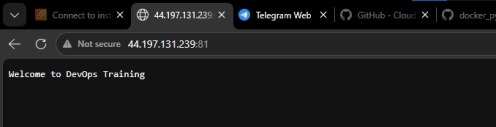 Connect to inst
44.197.131.239:
Telegram Web
GitHub - Cloud
docker_py
Not secure 44.197.131.239:81
Welcome to DevOps Training